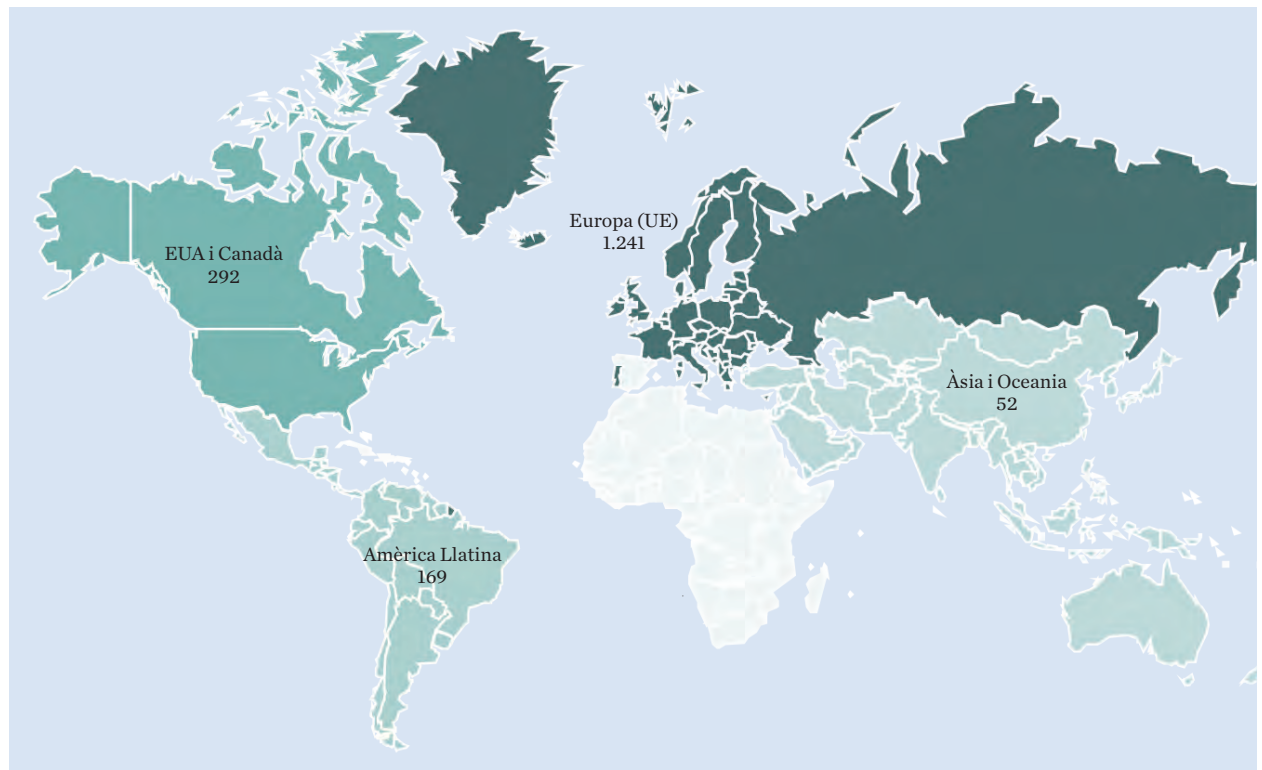 Europa (UE)
1.241
EUA i Canadà
292
Àsia i Oceania
52
Amèrica Llatina
169